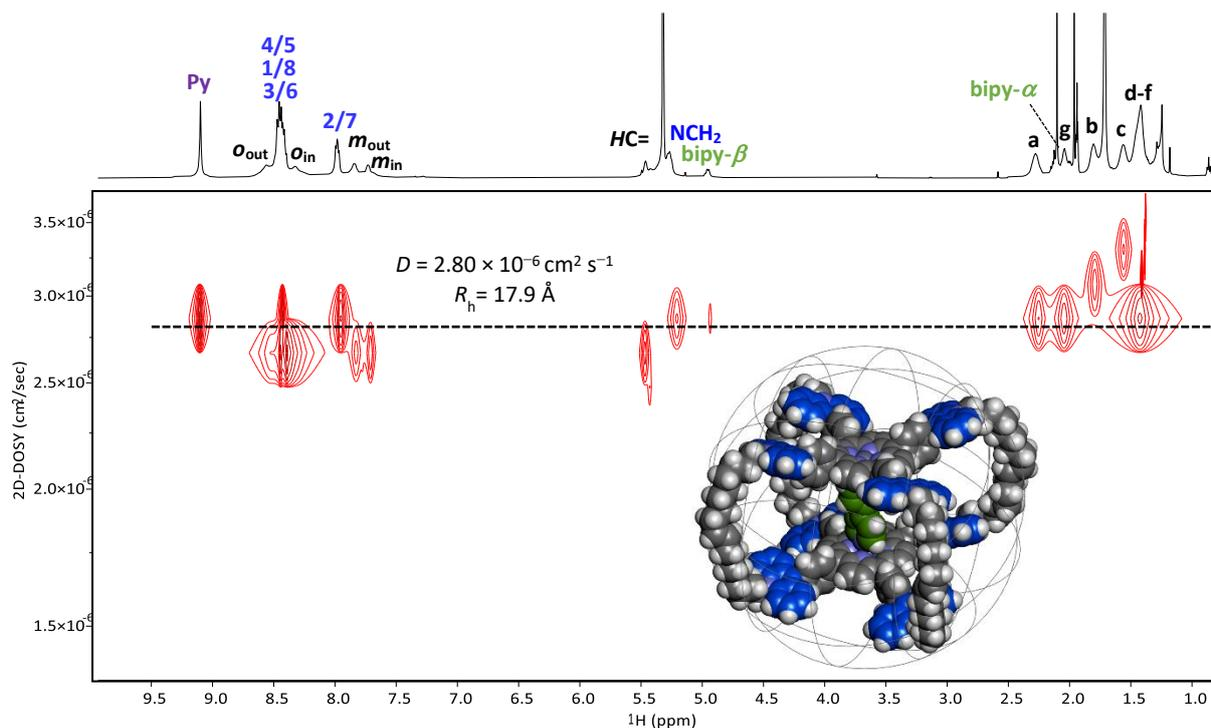 4/5
1/8
3/6
Py
2/7
o_out
o_in
m_out
m_in
HC=
NCH₂
bipy-β
bipy-α
a
g
b
c
d-f
D = 2.80 × 10⁻⁶ cm² s⁻¹
R_h= 17.9 Å
3.5×10⁻⁶
3.0×10⁻⁶
2.5×10⁻⁶
2.0×10⁻⁶
1.5×10⁻⁶
2D-DOSY (cm²/sec)
9.5 9.0 8.5 8.0 7.5 7.0 6.5 6.0 5.5 5.0 4.5 4.0 3.5 3.0 2.5 2.0 1.5 1.0
¹H (ppm)